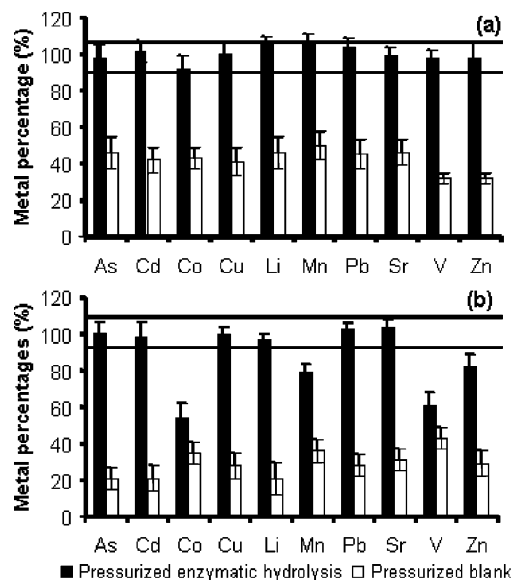 (a)
Metal percentage (%)
120
100
80
60
40
20
0
As Cd Co Cu Li Mn Pb Sr V Zn
(b)
Metal percentages (%)
120
100
80
60
40
20
0
As Cd Co Cu Li Mn Pb Sr V Zn
Pressurized enzymatic hydrolysis Pressurized blank